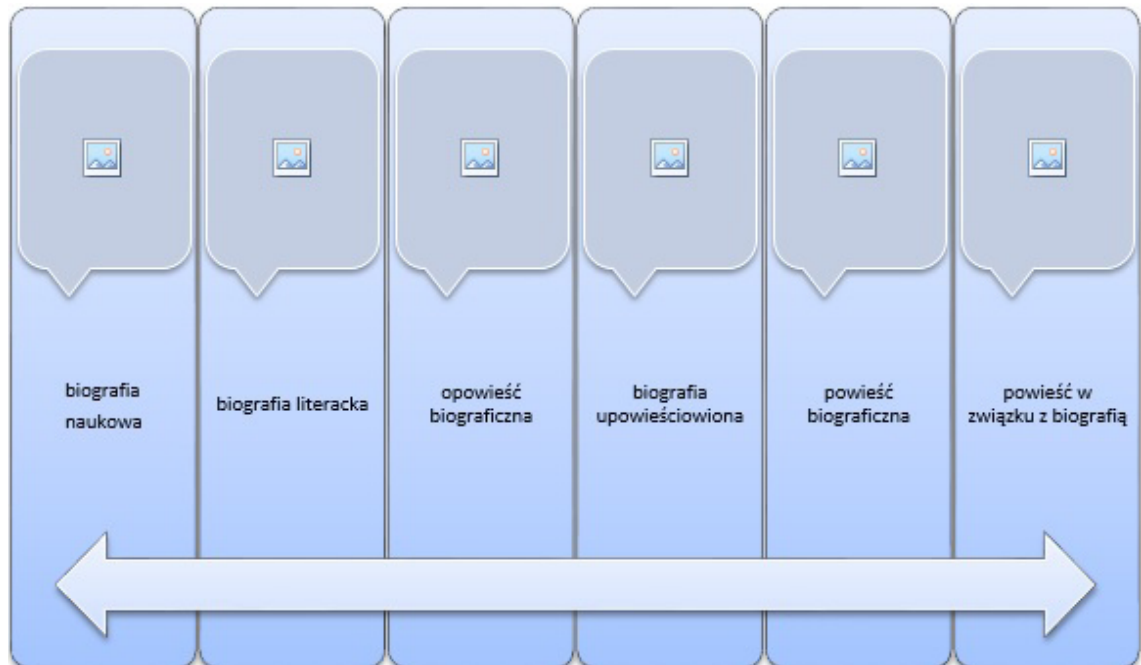 biografia
naukowa
biografia literacka
opowieść
biograficzna
biografia
upowieściowiona
powieść
biograficzna
powieść w
związku z biografią